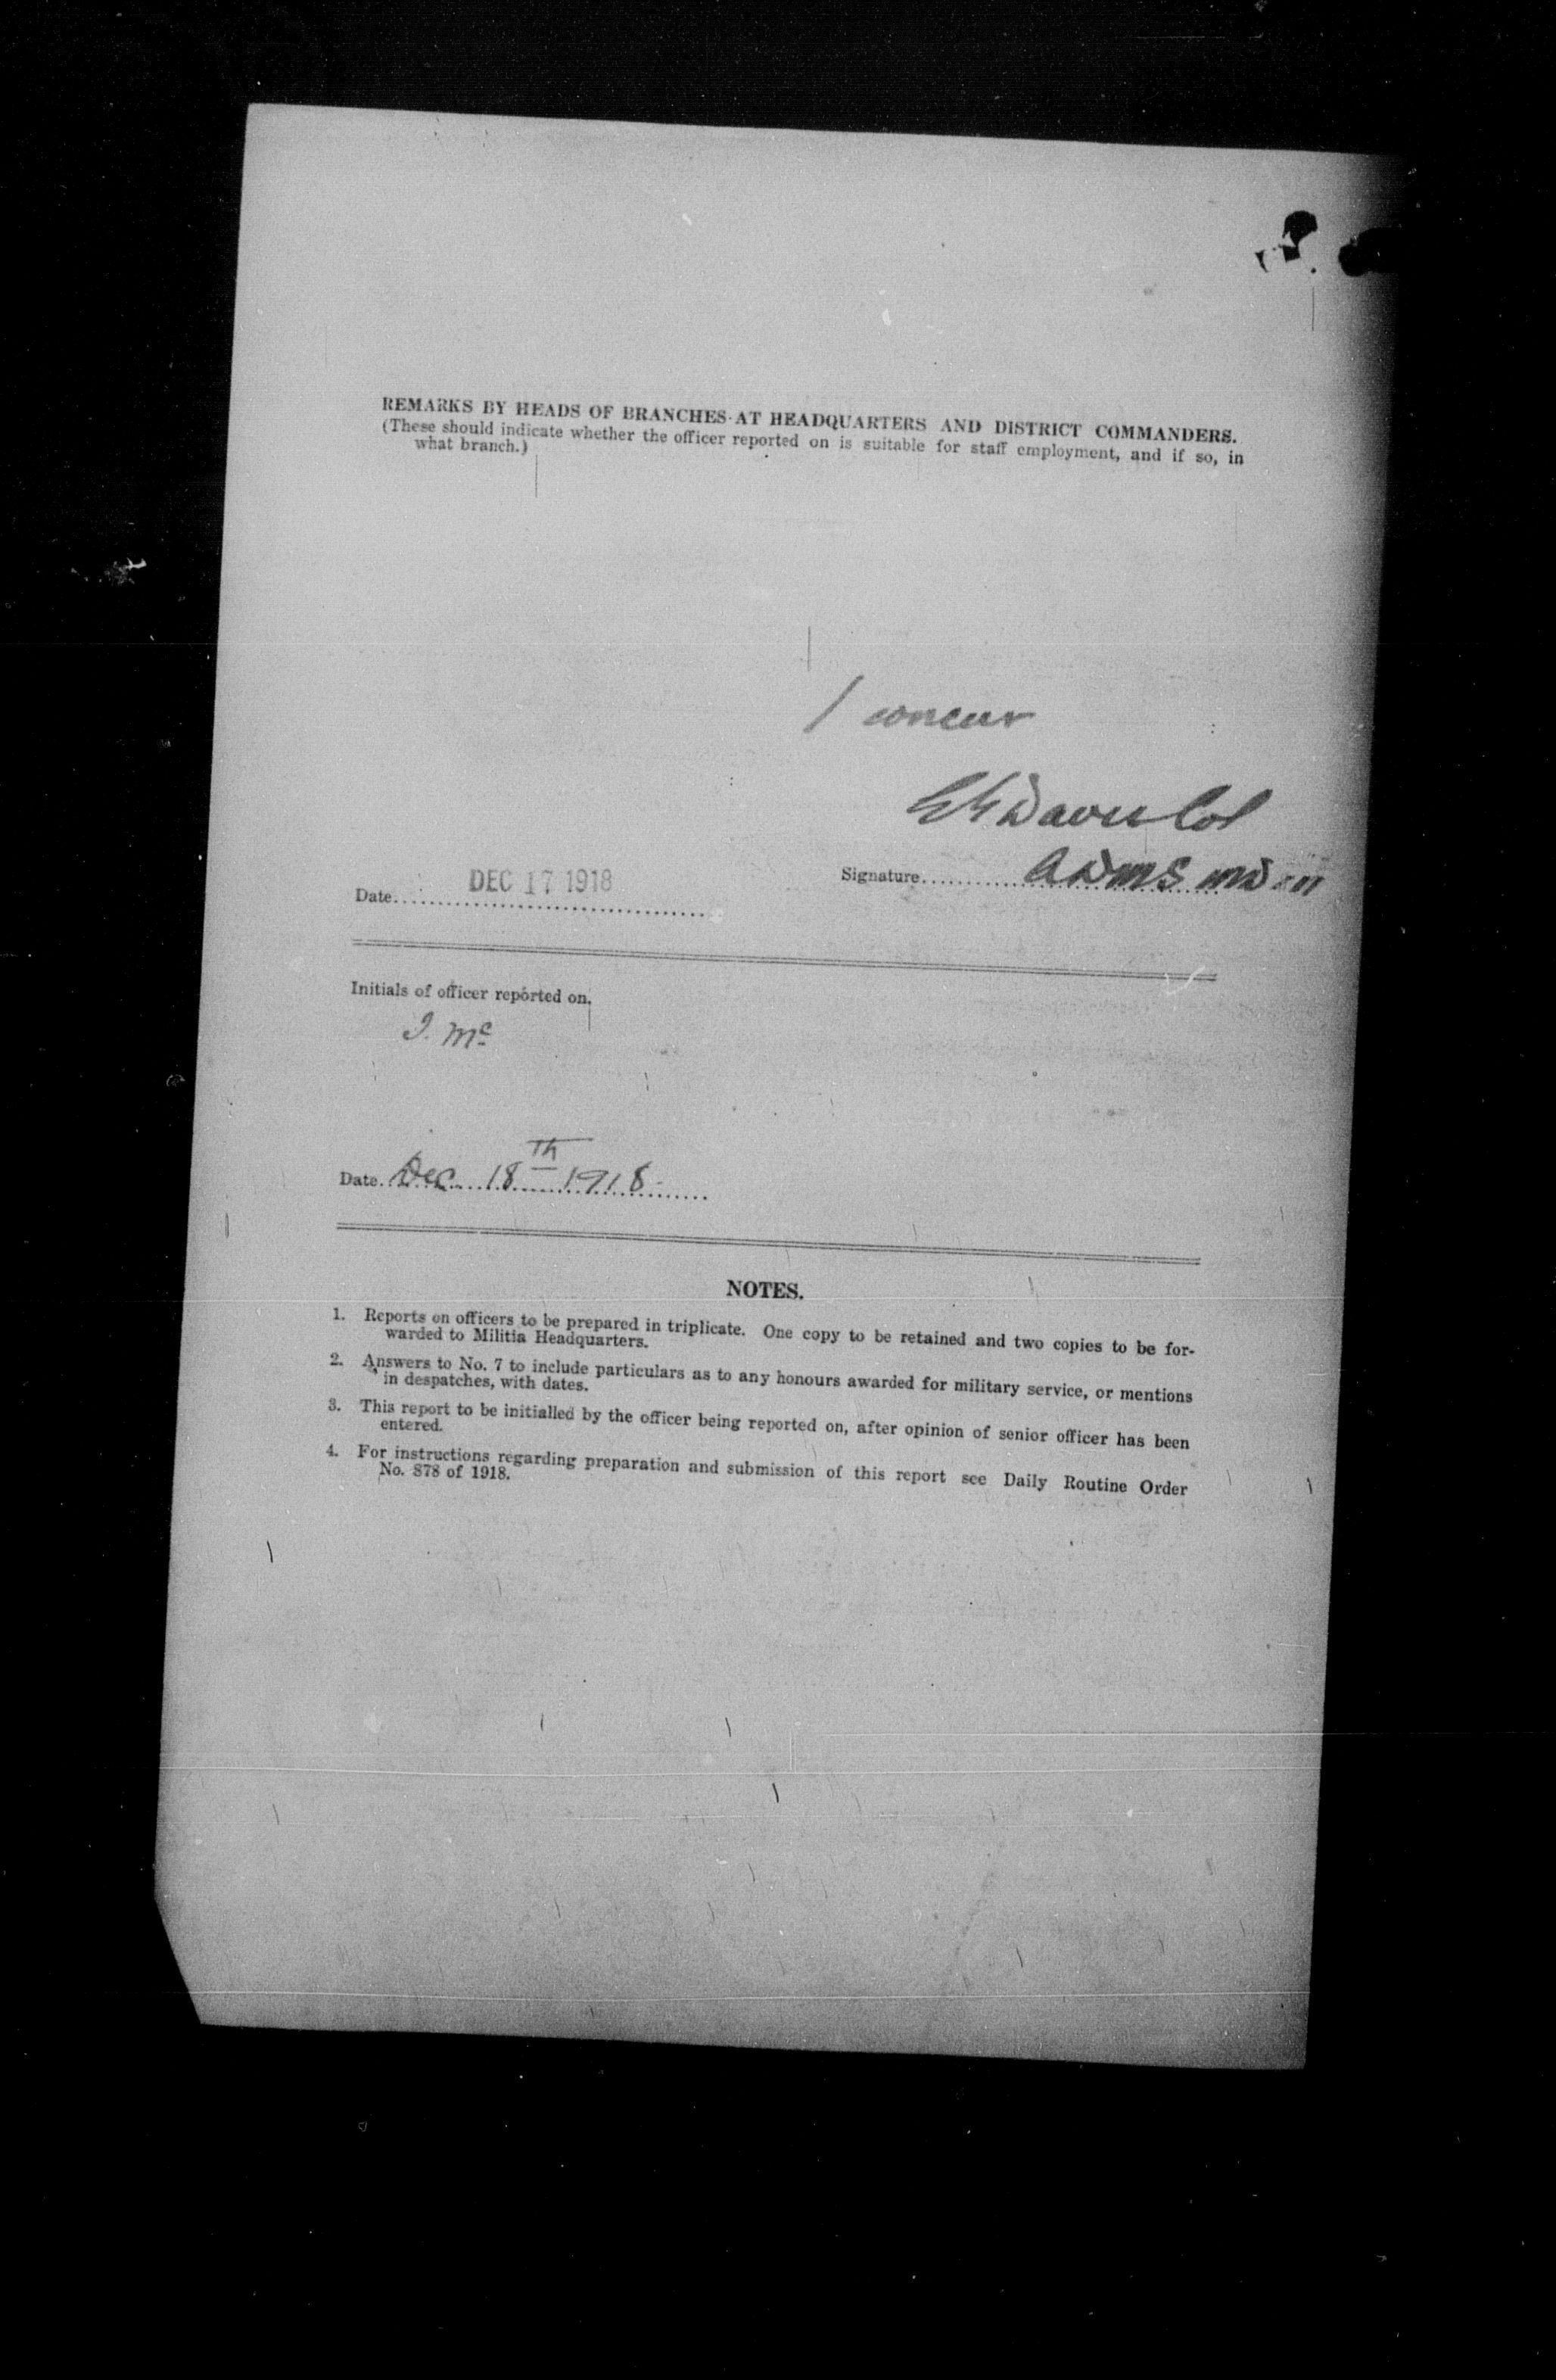 REMARKS BY HEADS OF BRANCHES AT HEADQUARTERS AND DISTRICT COMMANDERS.
(These should indicate whether the officer reported on is suitable for staff employment, and if so, in
what branch.)
I concur
Col
DEC 17 1918
Signature ADMS MD
Date
Initials of officer reported on.
J. Mc
Date Dec 18th 1918
NOTES.
1. Reports on officers to be prepared in triplicate. One copy to be retained and two copies to be for-
warded to Militia Headquarters.
2. Answers to No. 7 to include particulars as to any honours awarded for military service, or mentions
in despatches, with dates.
3. This report to be initialled by the officer being reported on, after opinion of senior officer has been
entered.
4. For instructions regarding preparation and submission of this report see Daily Routine Order
No. 878 of 1918.